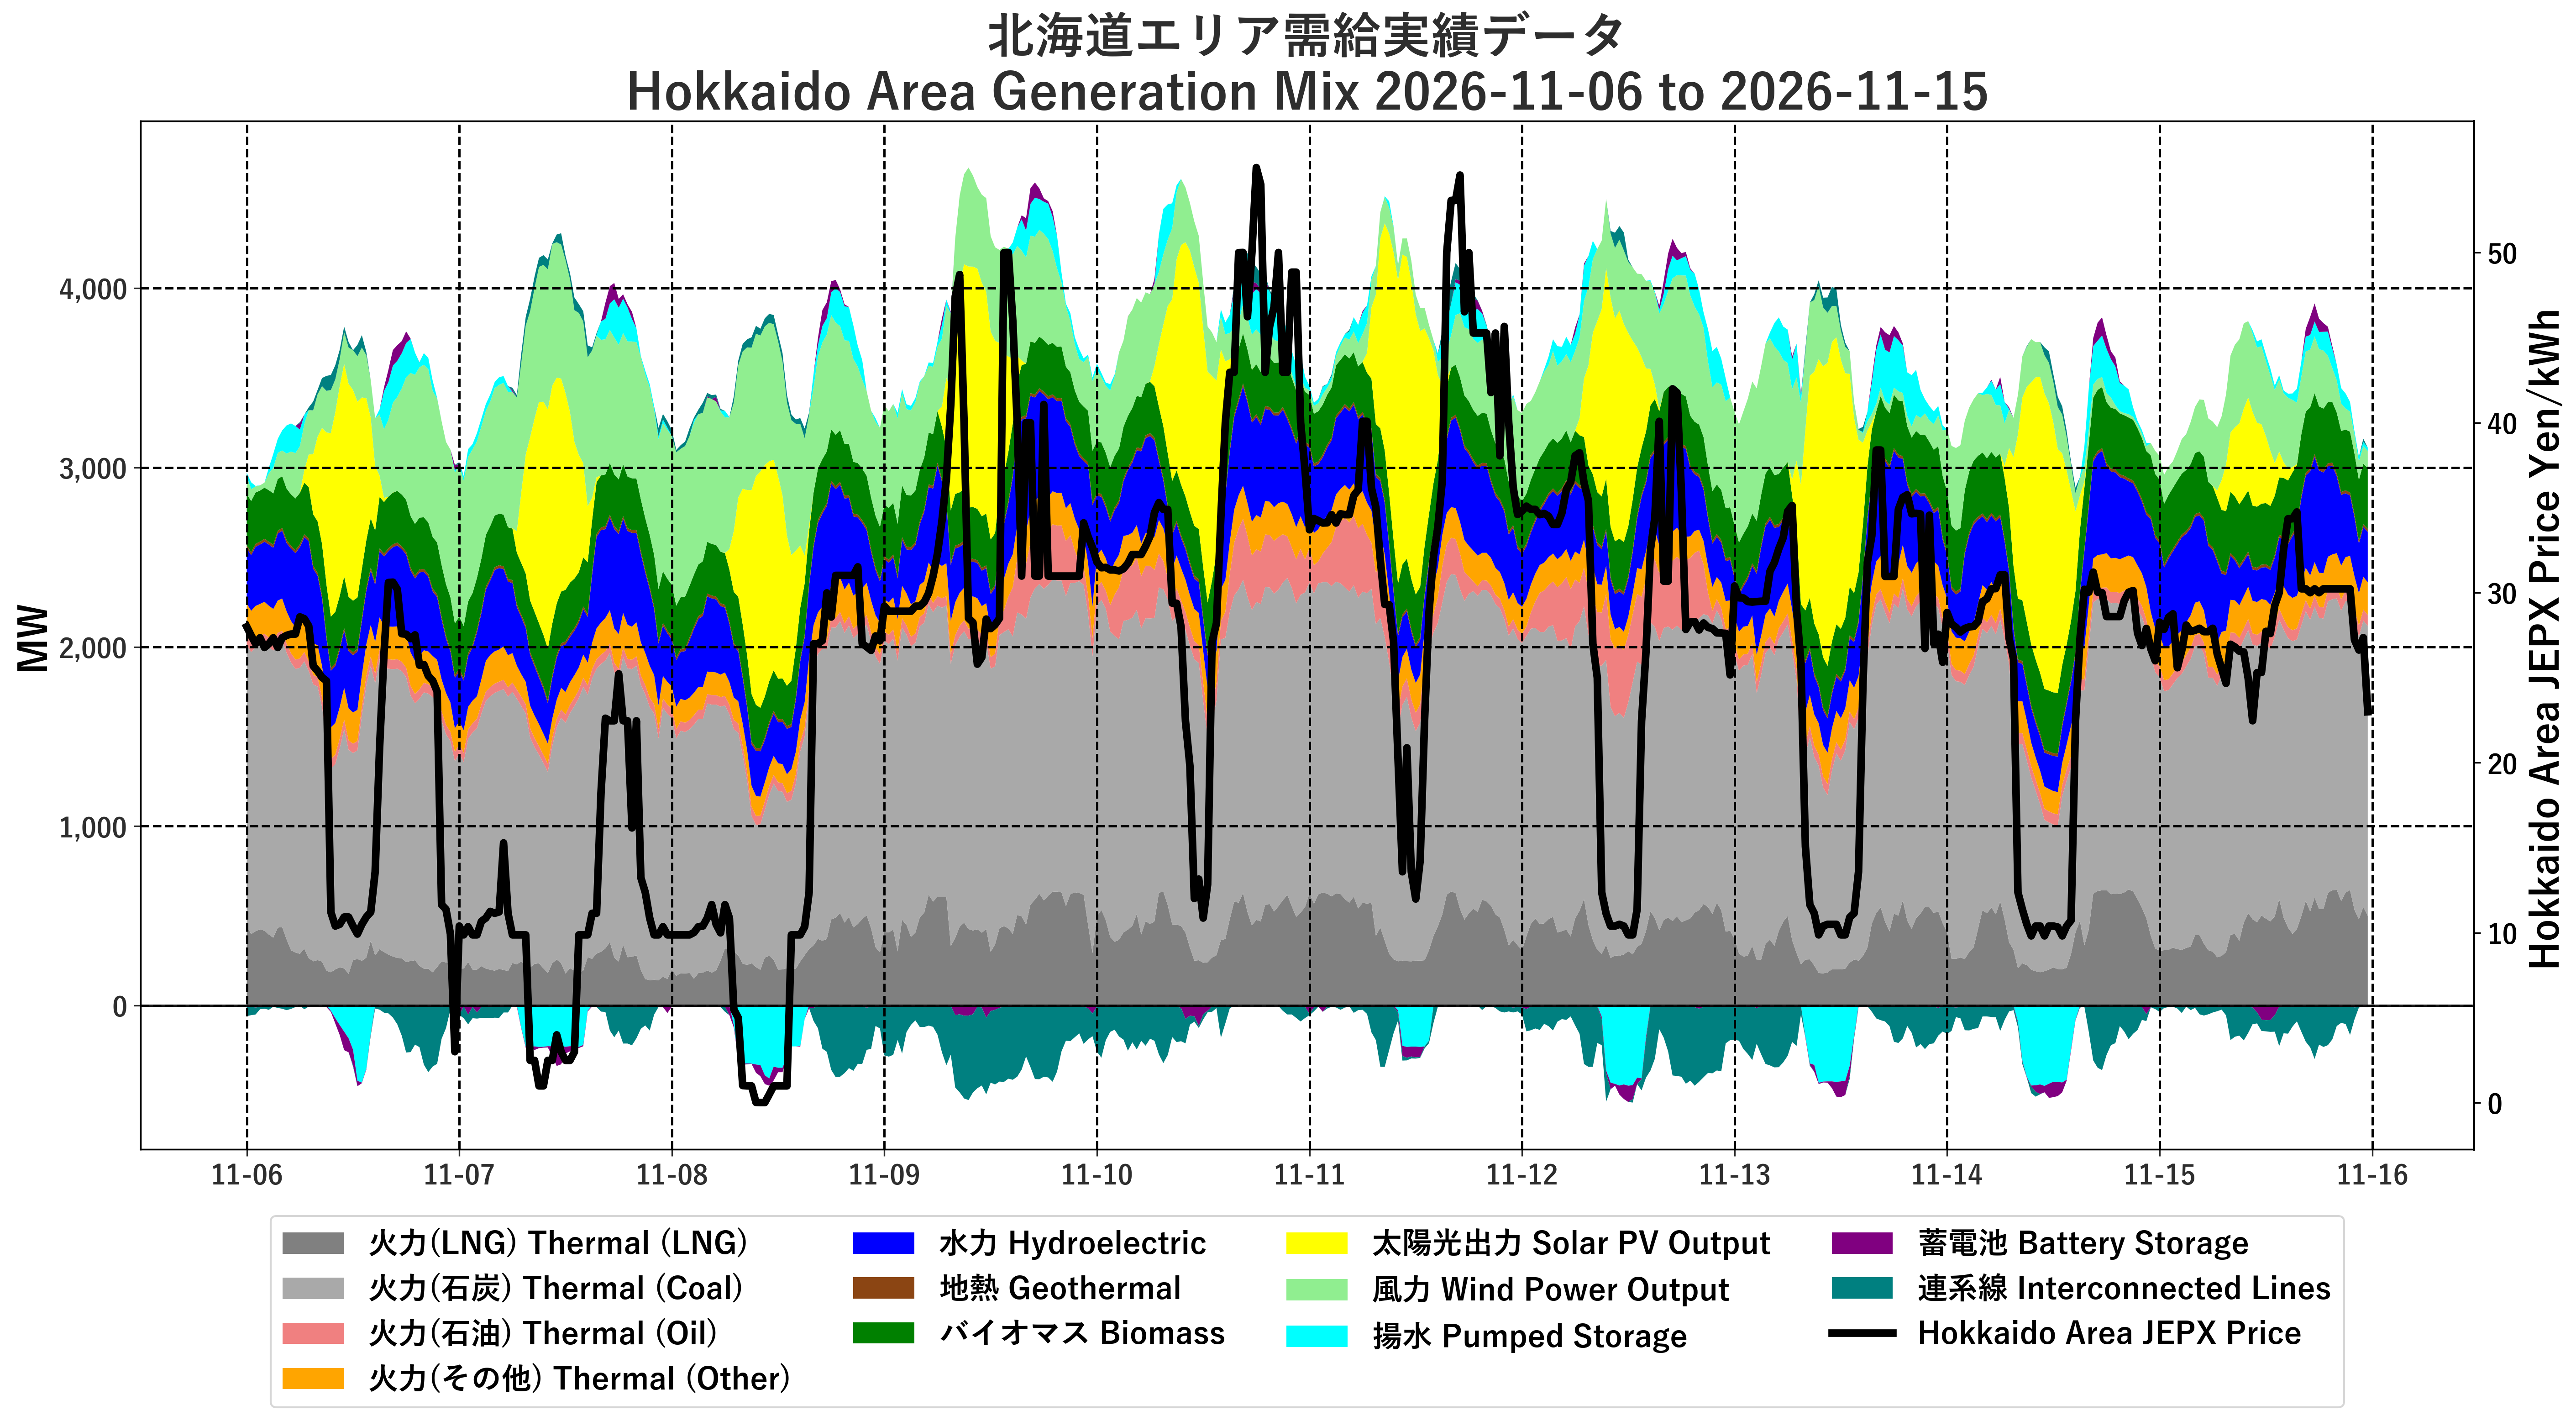 北海道エリア需給実績データ
Hokkaido Area Generation Mix 2026-11-06 to 2026-11-15
MW
4,000
3,000
2,000
1,000
0
50
40
30
20
10
0
Hokkaido Area JEPX Price Yen/kWh
11-06 11-07 11-08 11-09 11-10 11-11 11-12 11-13 11-14 11-15 11-16
火力(LNG) Thermal (LNG)
火力(石炭) Thermal (Coal)
火力(石油) Thermal (Oil)
火力(その他) Thermal (Other)
水力 Hydroelectric
地熱 Geothermal
バイオマス Biomass
太陽光出力 Solar PV Output
風力 Wind Power Output
揚水 Pumped Storage
蓄電池 Battery Storage
連系線 Interconnected Lines
Hokkaido Area JEPX Price